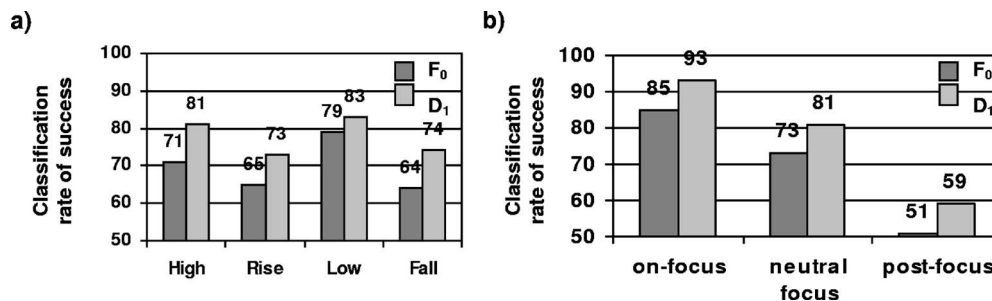 a)
Classification
rate of success
100
90
80
70
60
50
F₀
D₁
71 81 65 73 79 83 64 74
High Rise Low Fall
b)
Classification
rate of success
100
90
80
70
60
50
F₀
D₁
85 93 73 81 51 59
on-focus neutral focus post-focus